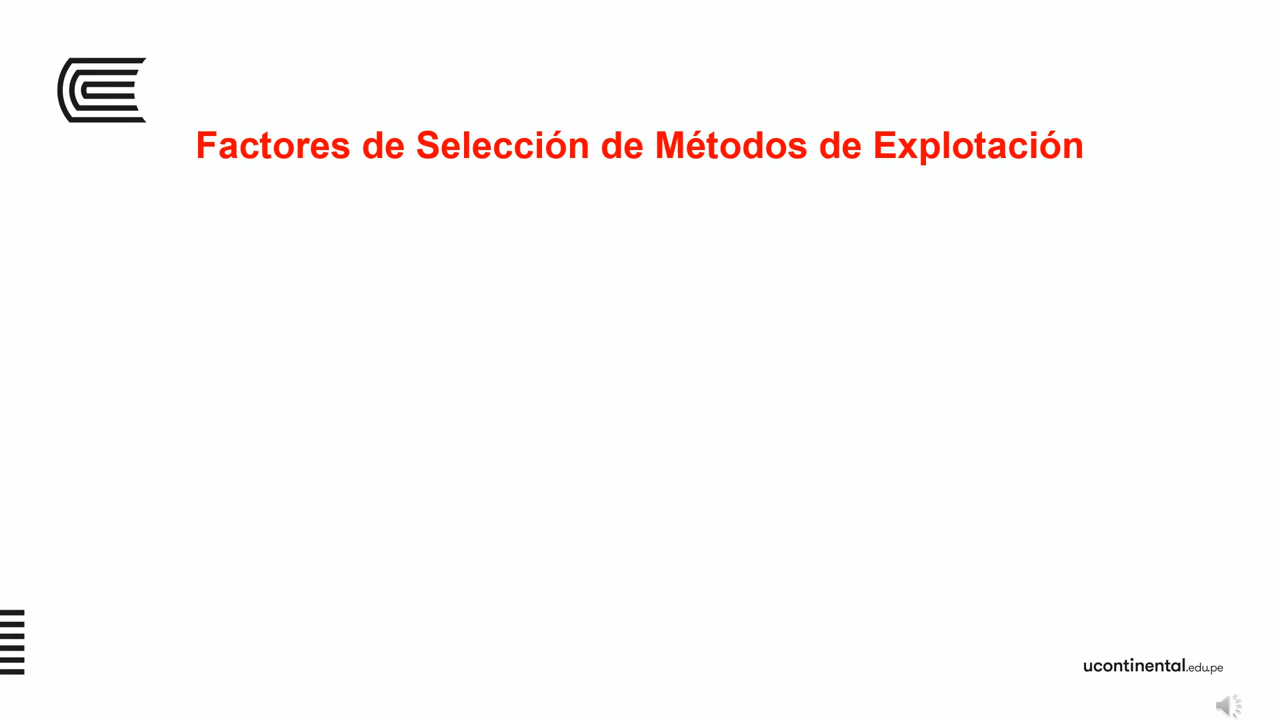 Factores de Selección de Métodos de Explotación
ucontinental.edu.pe